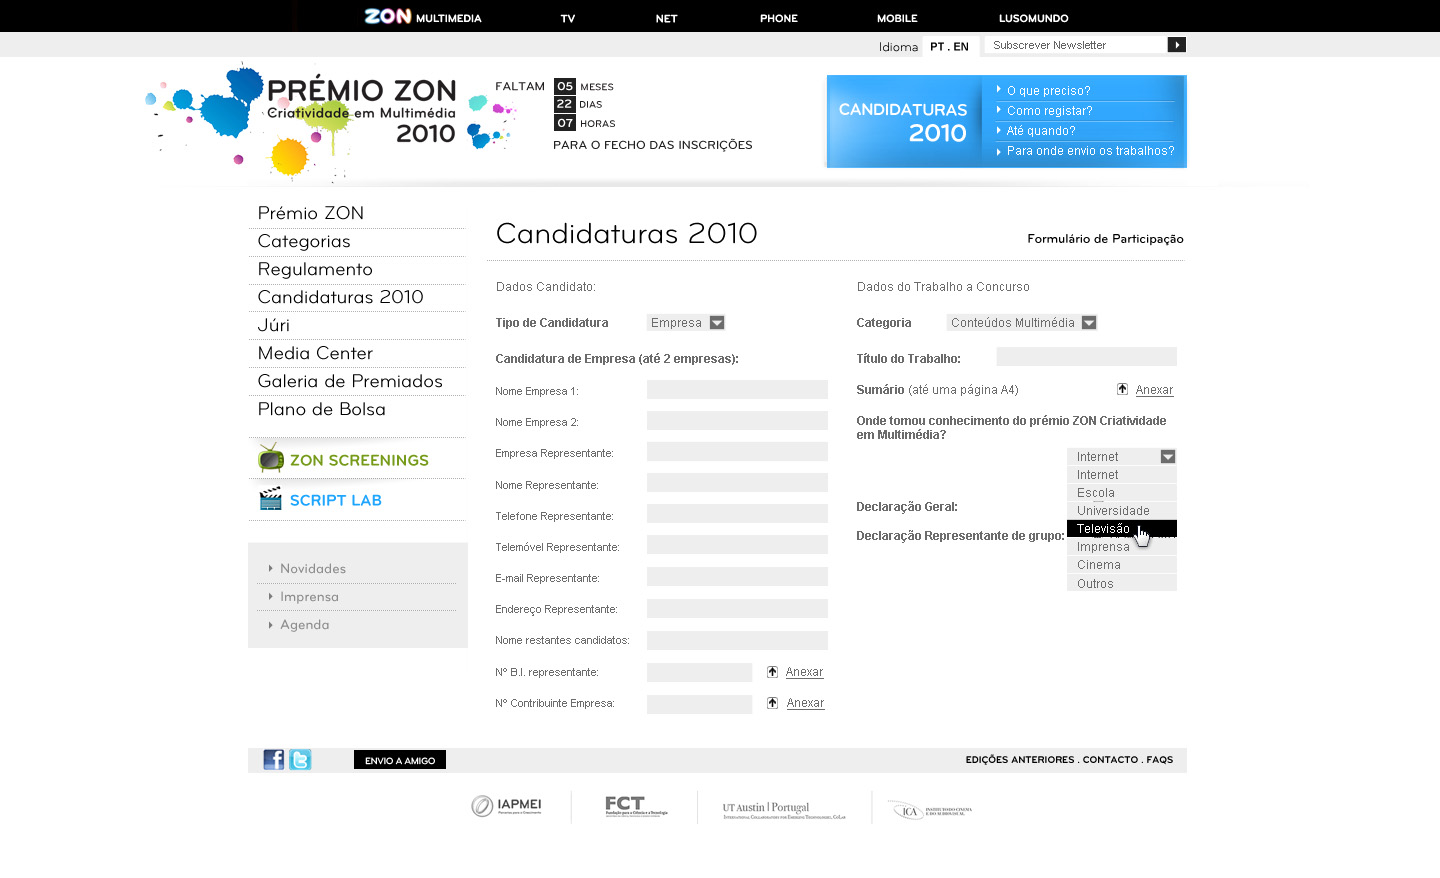 ZON MULTIMEDIA TV NET PHONE MOBILE LUSOMUNDO
Idioma PT . EN Subscrever Newsletter
PRÉMIO ZON
Criatividade em Multimédia
2010
FALTAM 05 MESES
22 DIAS
07 HORAS
PARA O FECHO DAS INSCRIÇÕES
CANDIDATURAS
2010
O que preciso?
Como registar?
Até quando?
Para onde envio os trabalhos?
Prémio ZON
Categorias
Regulamento
Candidaturas 2010
Júri
Media Center
Galeria de Premiados
Plano de Bolsa
ZON SCREENINGS
SCRIPT LAB
Novidades
Imprensa
Agenda
Candidaturas 2010
Formulário de Participação
Dados Candidato:
Tipo de Candidatura Empresa
Candidatura de Empresa (até 2 empresas):
Nome Empresa 1:
Nome Empresa 2:
Empresa Representante:
Nome Representante:
Telefone Representante:
Telemóvel Representante:
E-mail Representante:
Endereço Representante:
Nome restantes candidatos:
Nº B.I. representante: Anexar
Nº Contribuinte Empresa: Anexar
Dados do Trabalho a Concurso
Categoria Conteúdos Multimédia
Título do Trabalho:
Sumário (até uma página A4) Anexar
Onde tomou conhecimento do prémio ZON Criatividade
em Multimédia?
Internet
Internet
Escola
Universidade
Televisão
Imprensa
Cinema
Outros
Declaração Geral:
Declaração Representante de grupo:
ENVIO A AMIGO
EDIÇÕES ANTERIORES . CONTACTO . FAQS
IAPMEI
FCT
Fundação para a Ciência e a Tecnologia
UT Austin | Portugal
ICA